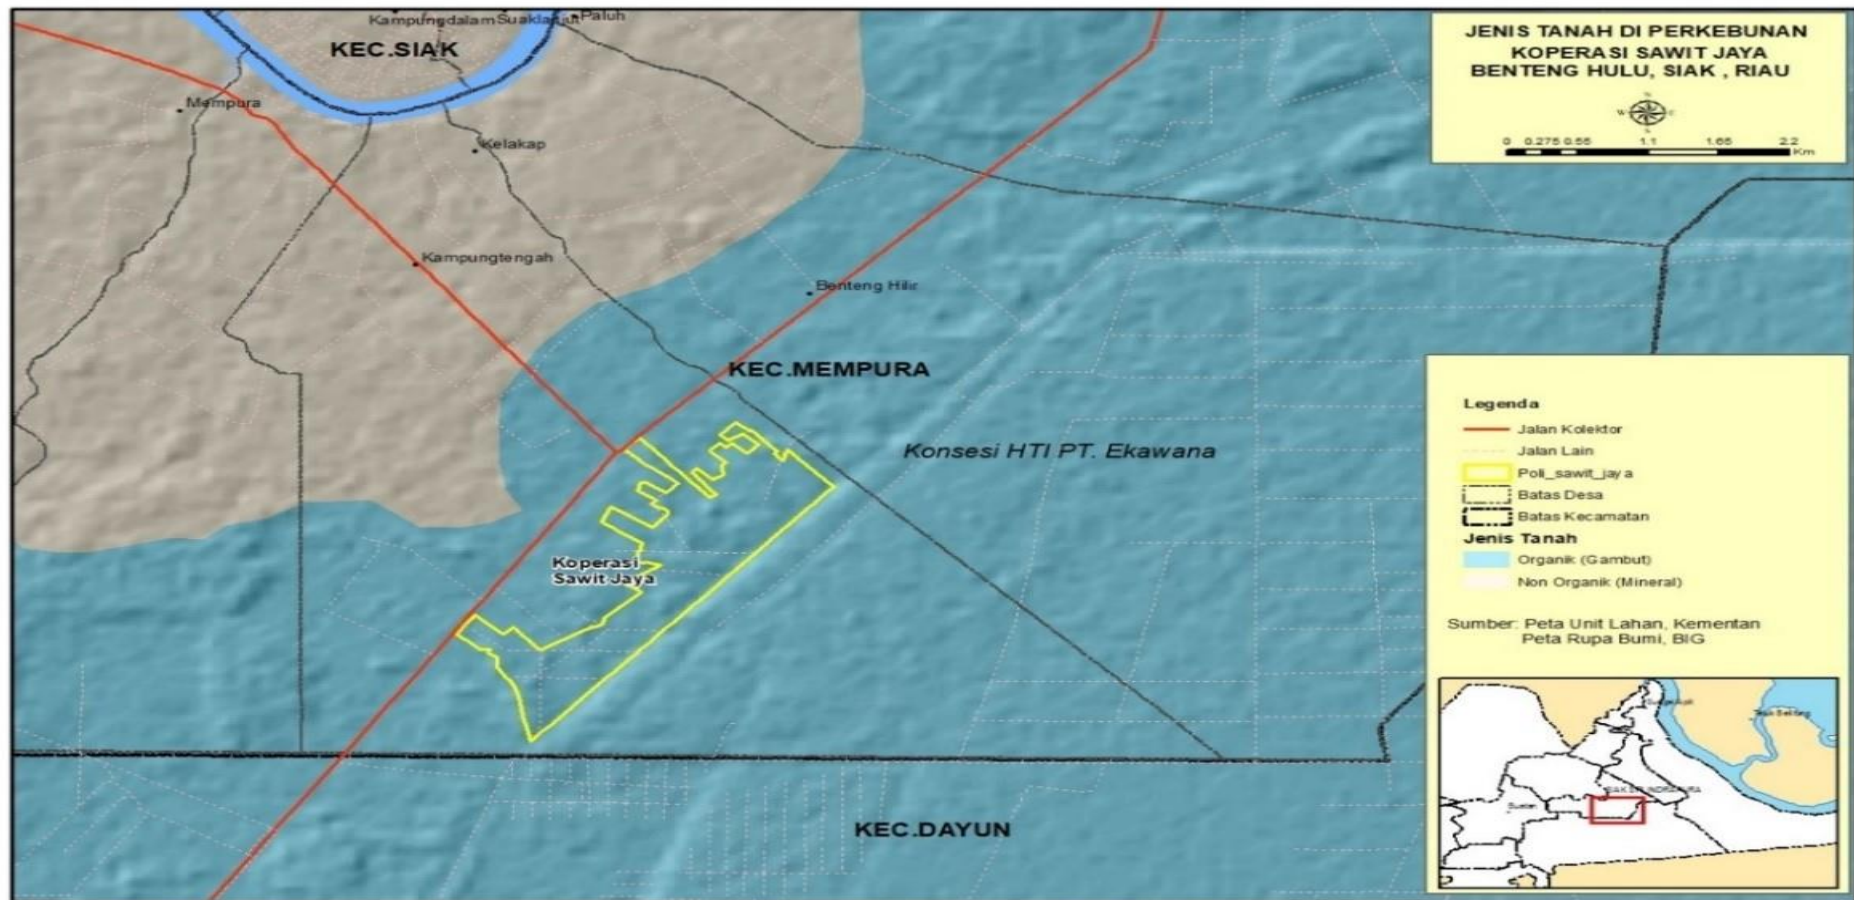 Kampungdalam
Paluh
KEC.SIAK
Mempura
Kelakap
Kampungtengah
Benteng Hilir
KEC.MEMPURA
Konsesi HTI PT. Ekawana
Koperasi
Sawit Jaya
KEC.DAYUN
JENIS TANAH DI PERKEBUNAN
KOPERASI SAWIT JAYA
BENTENG HULU, SIAK , RIAU
N
W E
S
0 0.275 0.55 1.1 1.65 2.2
Km
Legenda
Jalan Kolektor
Jalan Lain
Poli_sawit_jaya
Batas Desa
Batas Kecamatan
Jenis Tanah
Organik (Gambut)
Non Organik (Mineral)
Sumber: Peta Unit Lahan, Kementan
Peta Rupa Bumi, BIG